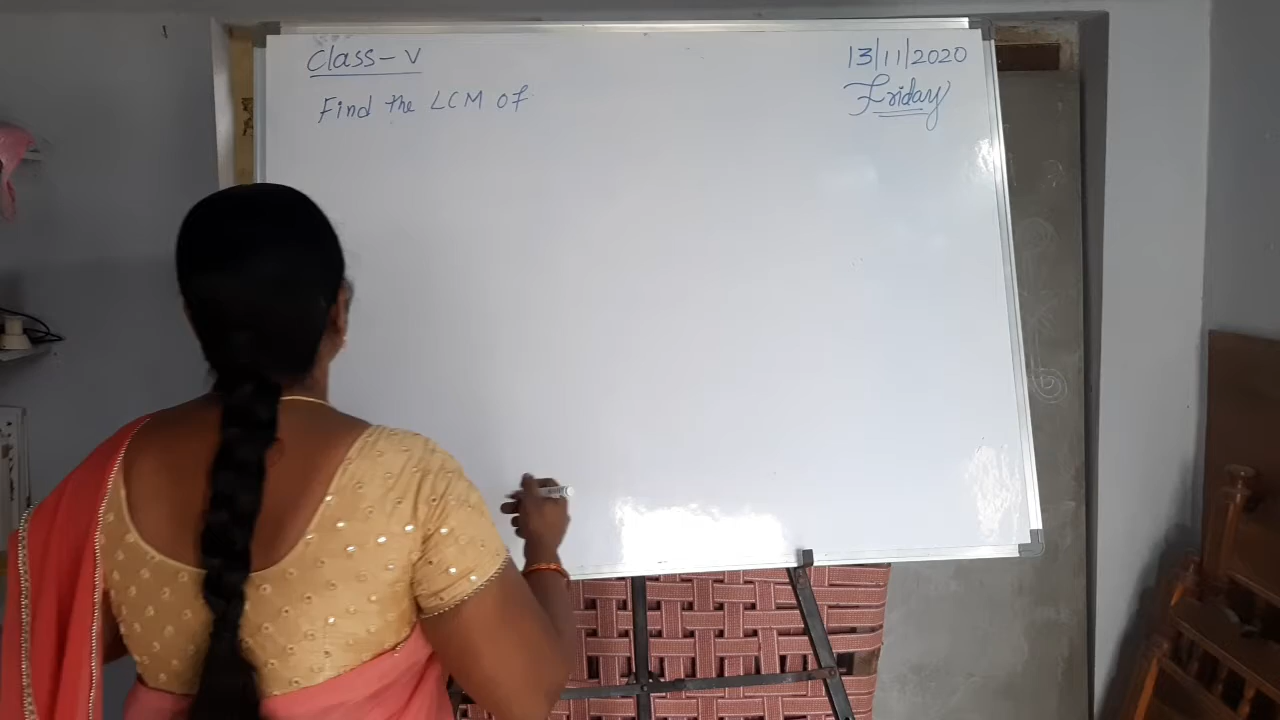 Class - V
13/11/2020
Friday
Find the LCM of